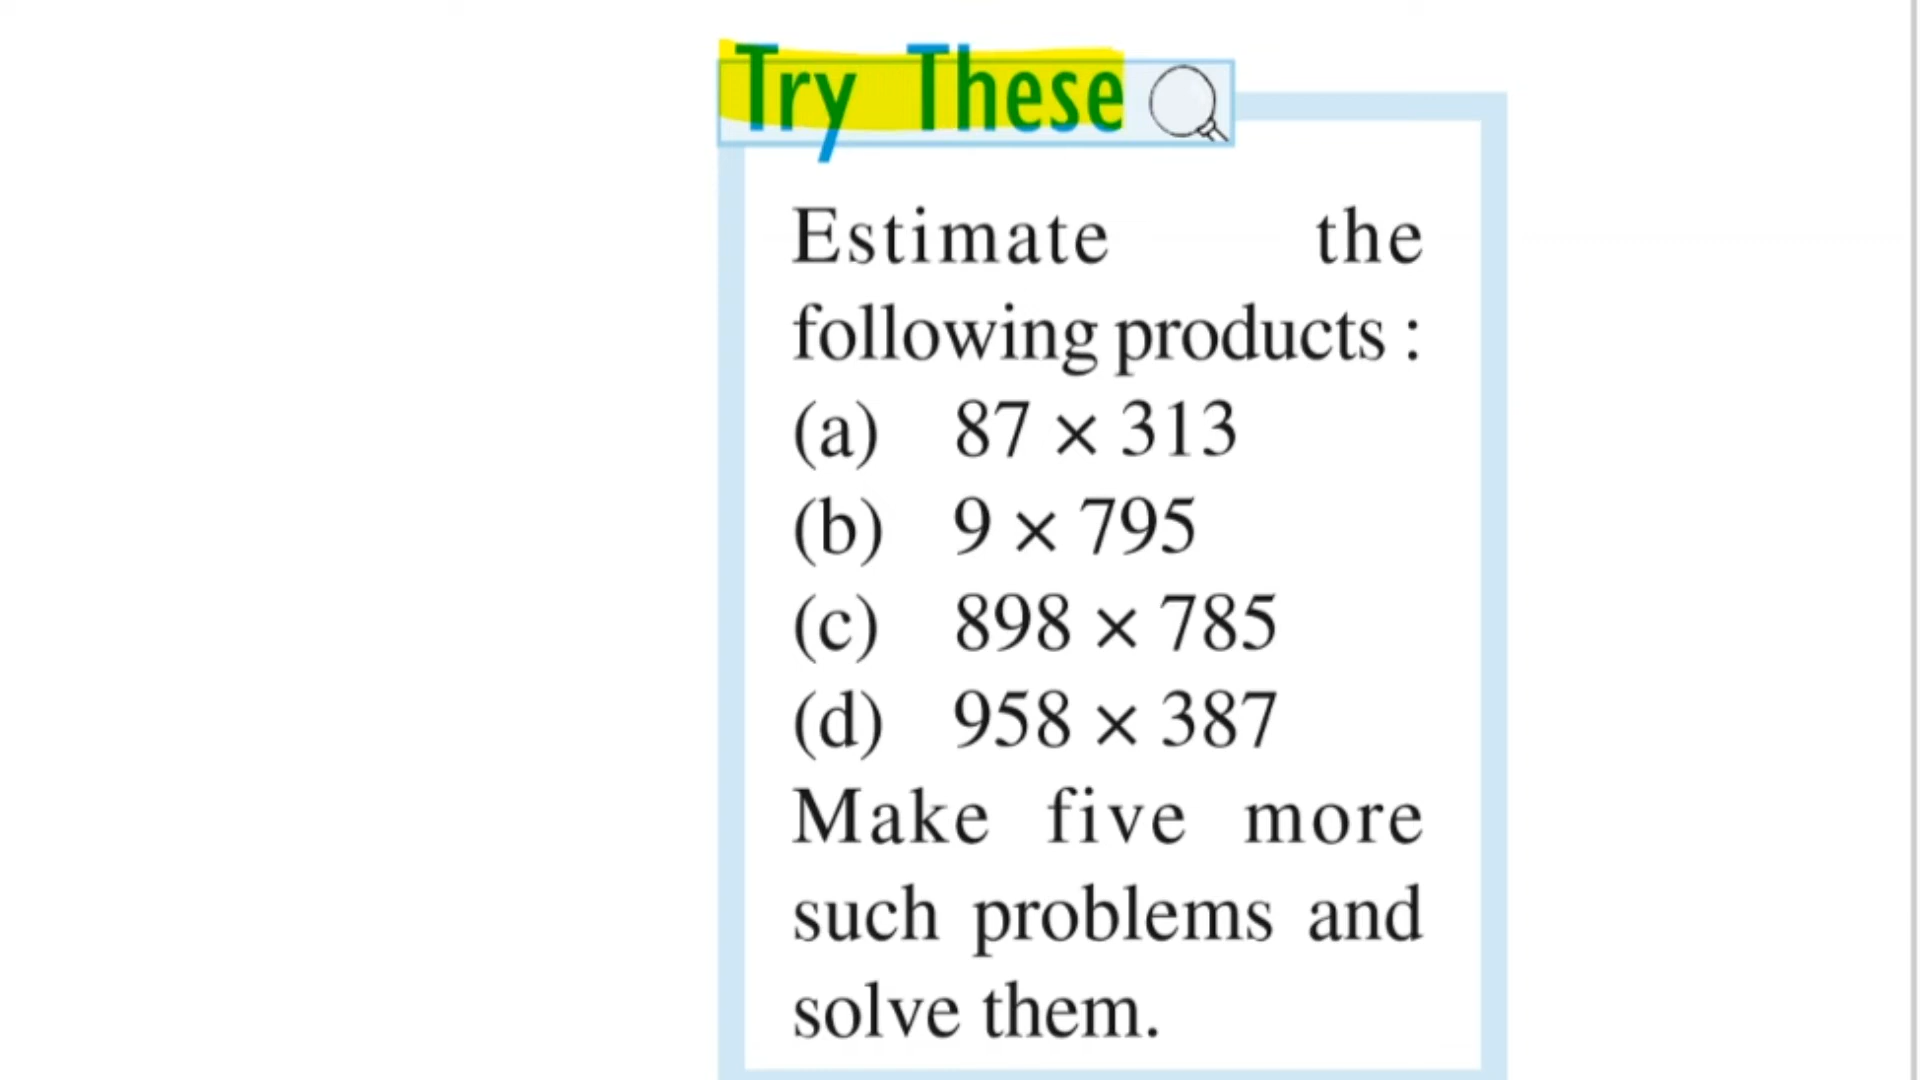 Try These
Estimate the
following products :
(a) 87 × 313
(b) 9 × 795
(c) 898 × 785
(d) 958 × 387
Make five more
such problems and
solve them.